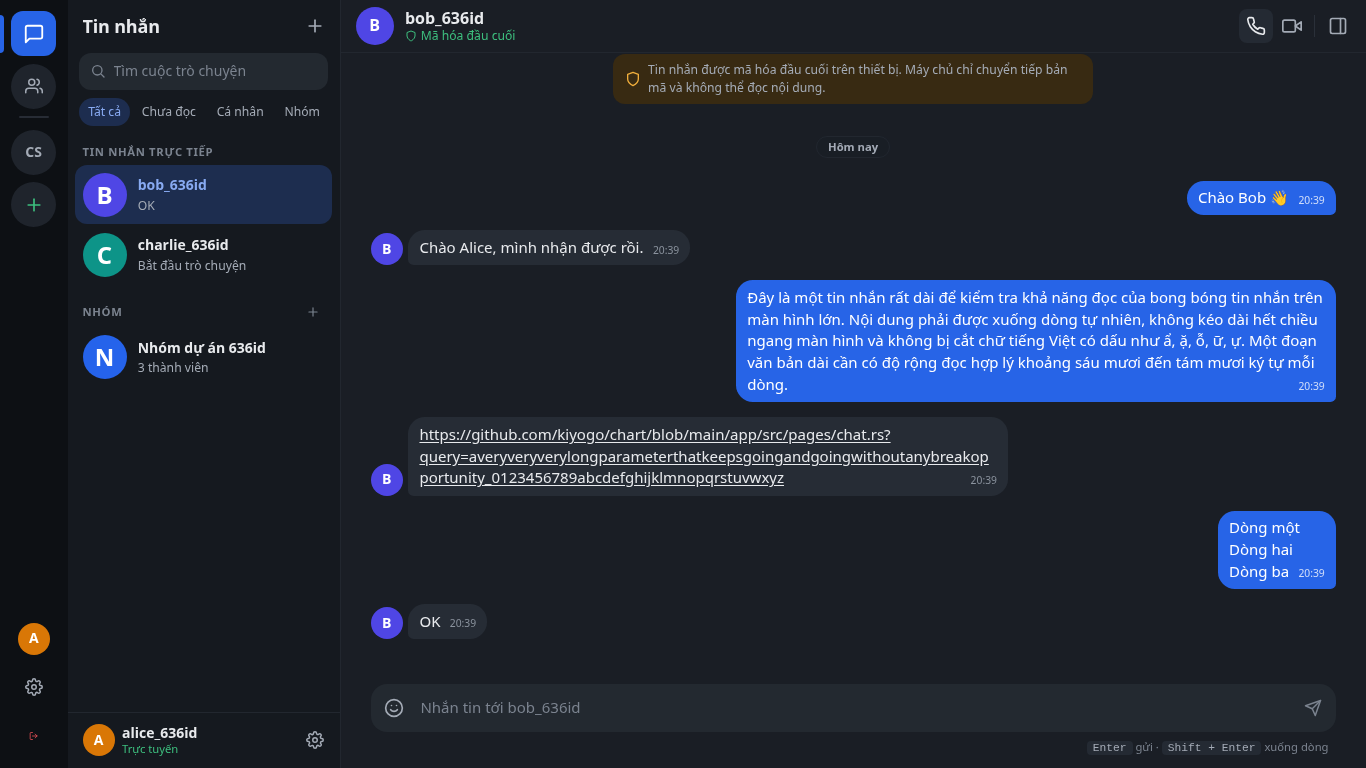 Tin nhắn
Tìm cuộc trò chuyện
Tất cả
Chưa đọc
Cá nhân
Nhóm
CS
TIN NHẮN TRỰC TIẾP
B
bob_636id
OK
C
charlie_636id
Bắt đầu trò chuyện
NHÓM
N
Nhóm dự án 636id
3 thành viên
A
A
alice_636id
Trực tuyến
B
bob_636id
Mã hóa đầu cuối
Tin nhắn được mã hóa đầu cuối trên thiết bị. Máy chủ chỉ chuyển tiếp bản
mã và không thể đọc nội dung.
Hôm nay
Chào Bob 👋 20:39
B
Chào Alice, mình nhận được rồi. 20:39
Đây là một tin nhắn rất dài để kiểm tra khả năng đọc của bong bóng tin nhắn trên
màn hình lớn. Nội dung phải được xuống dòng tự nhiên, không kéo dài hết chiều
ngang màn hình và không bị cắt chữ tiếng Việt có dấu như ẩ, ặ, ỗ, ữ, ự. Một đoạn
văn bản dài cần có độ rộng đọc hợp lý khoảng sáu mươi đến tám mươi ký tự mỗi
dòng. 20:39
https://github.com/kiyogo/chart/blob/main/app/src/pages/chat.rs?
query=averyveryverylongparameterthatkeepsgoingandgoingwithoutanybreakop
portunity_0123456789abcdefghijklmnopqrstuvwxyz 20:39
B
Dòng một
Dòng hai
Dòng ba 20:39
B
OK 20:39
Nhắn tin tới bob_636id
Enter gửi · Shift + Enter xuống dòng